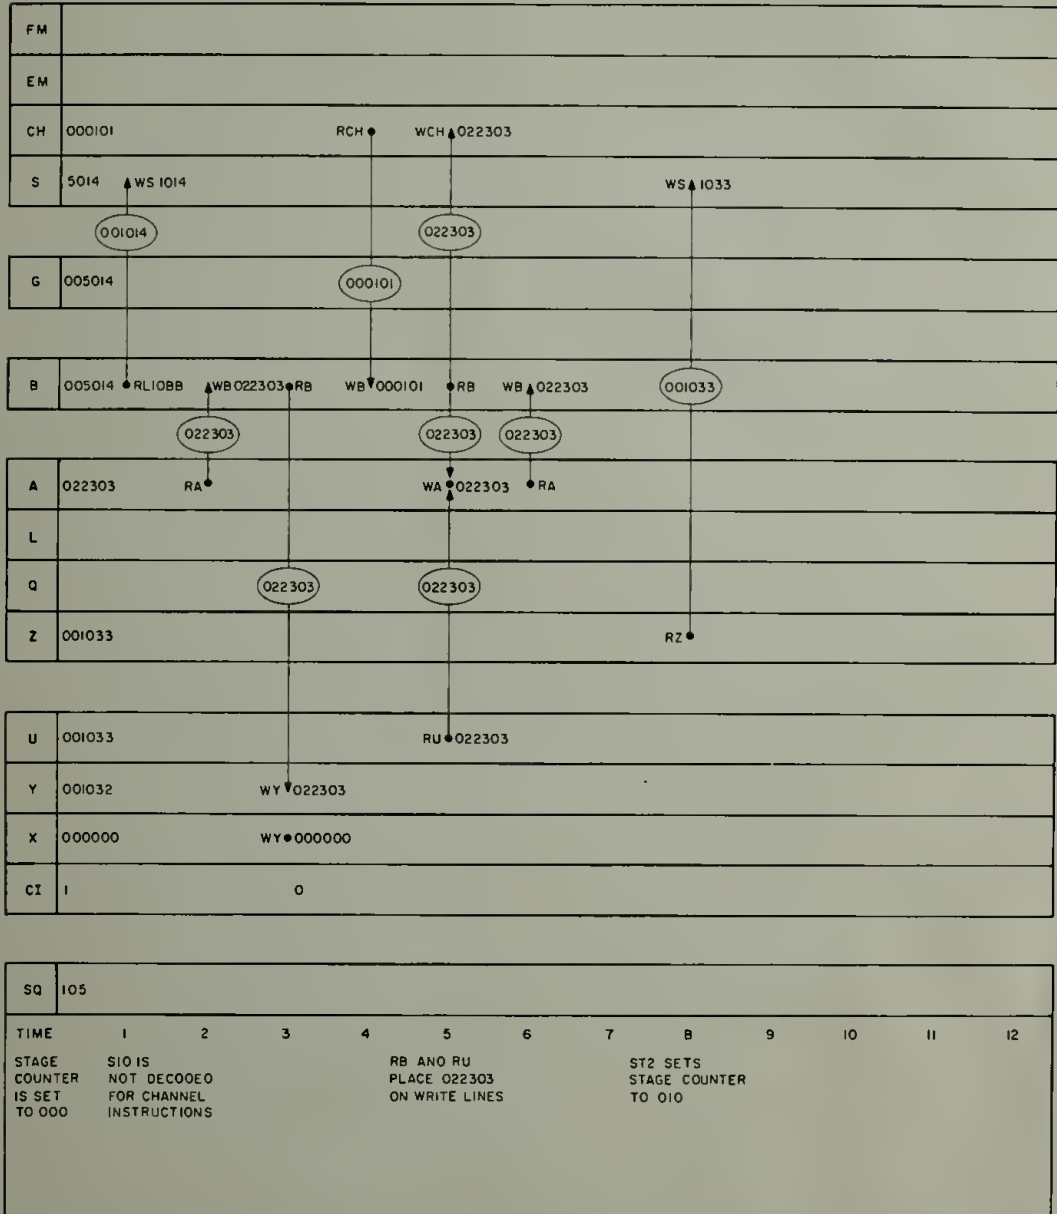 FM
EM
CH 000101 RCH WCH 022303
S 5014 WS 1014 WS 1033
001014 022303
G 005014 000101
B 005014 RL10BB WB 022303 RB WB 000101 RB WB 022303 001033
022303 022303 022303
A 022303 RA WA 022303 RA
L
Q 022303 022303
Z 001033 RZ
U 001033 RU 022303
Y 001032 WY 022303
X 000000 WY 000000
CI 1 0
SQ 105
TIME 1 2 3 4 5 6 7 8 9 10 11 12
STAGE
COUNTER
IS SET
TO 000
S10 IS
NOT DECODED
FOR CHANNEL
INSTRUCTIONS
RB AND RU
PLACE 022303
ON WRITE LINES
ST2 SETS
STAGE COUNTER
TO 010